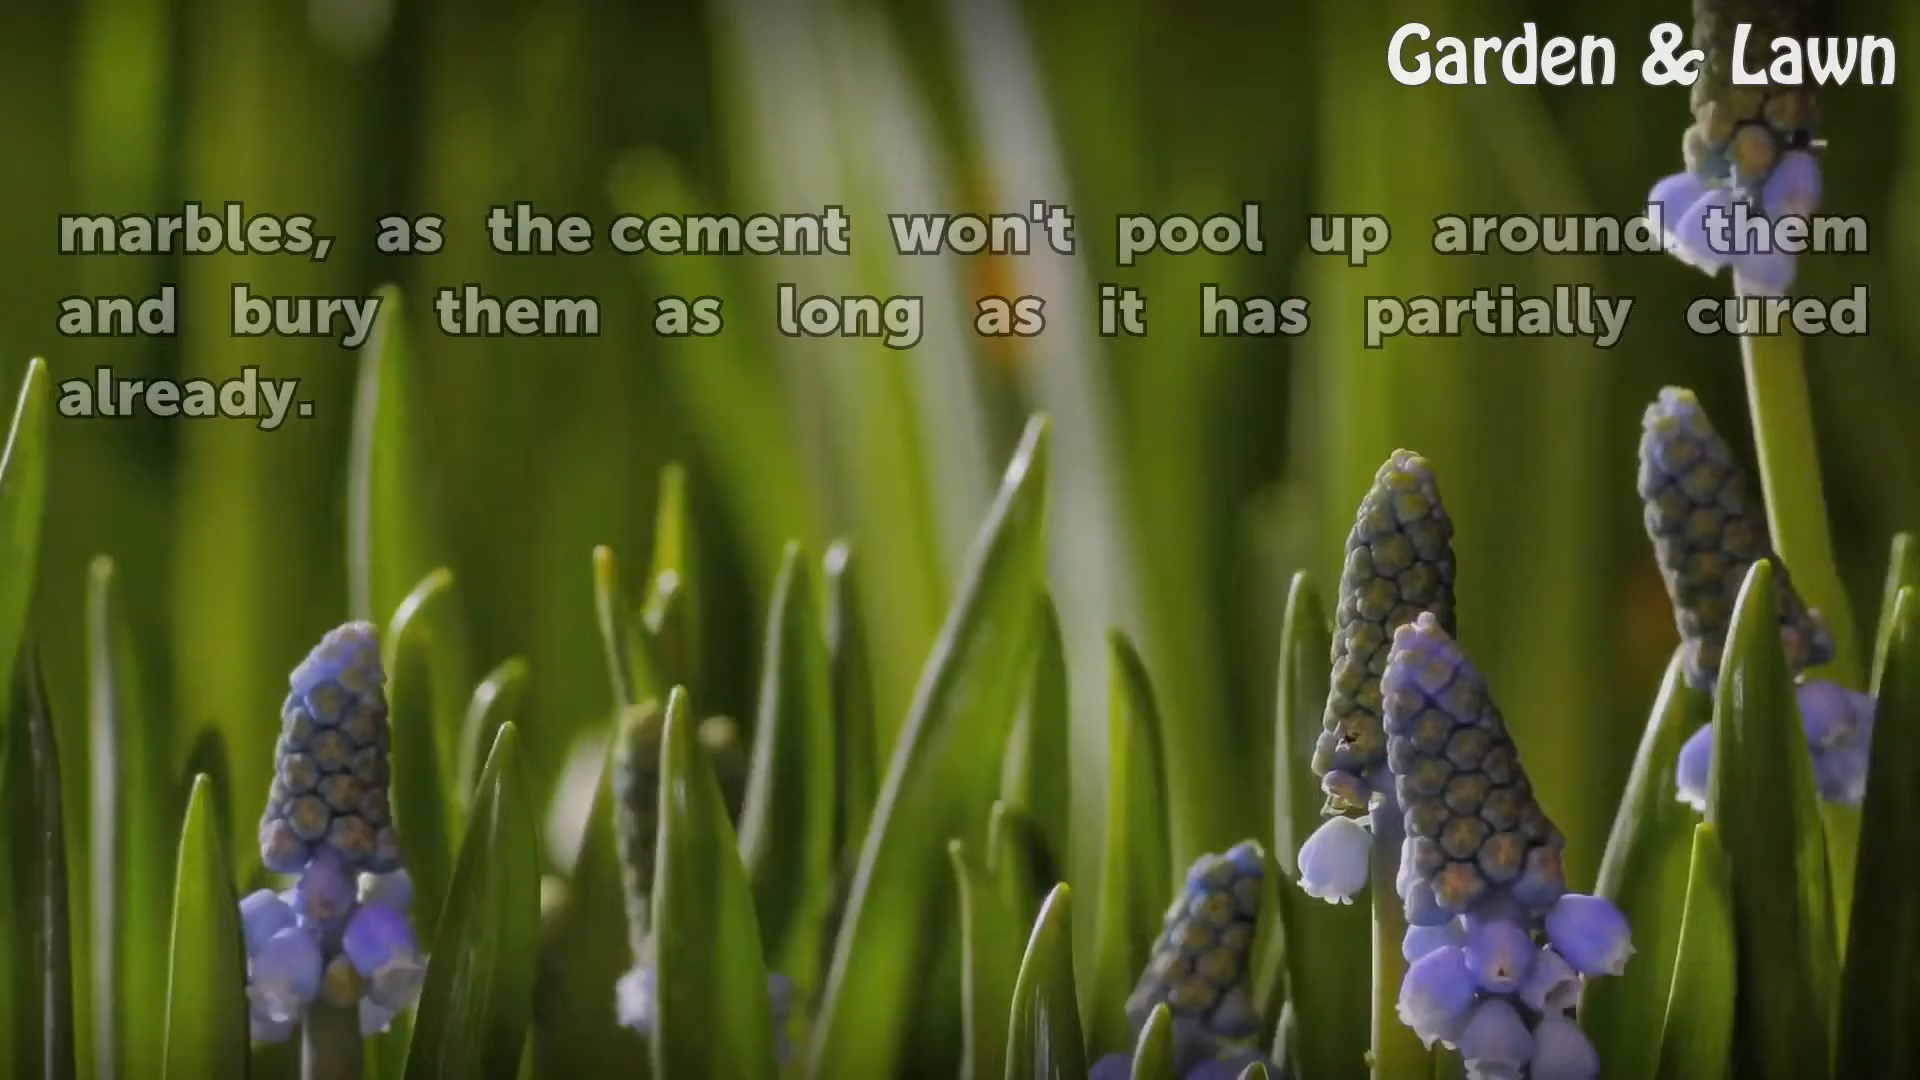 Garden & Lawn
marbles, as the cement won't pool up around them
and bury them as long as it has partially cured
already.